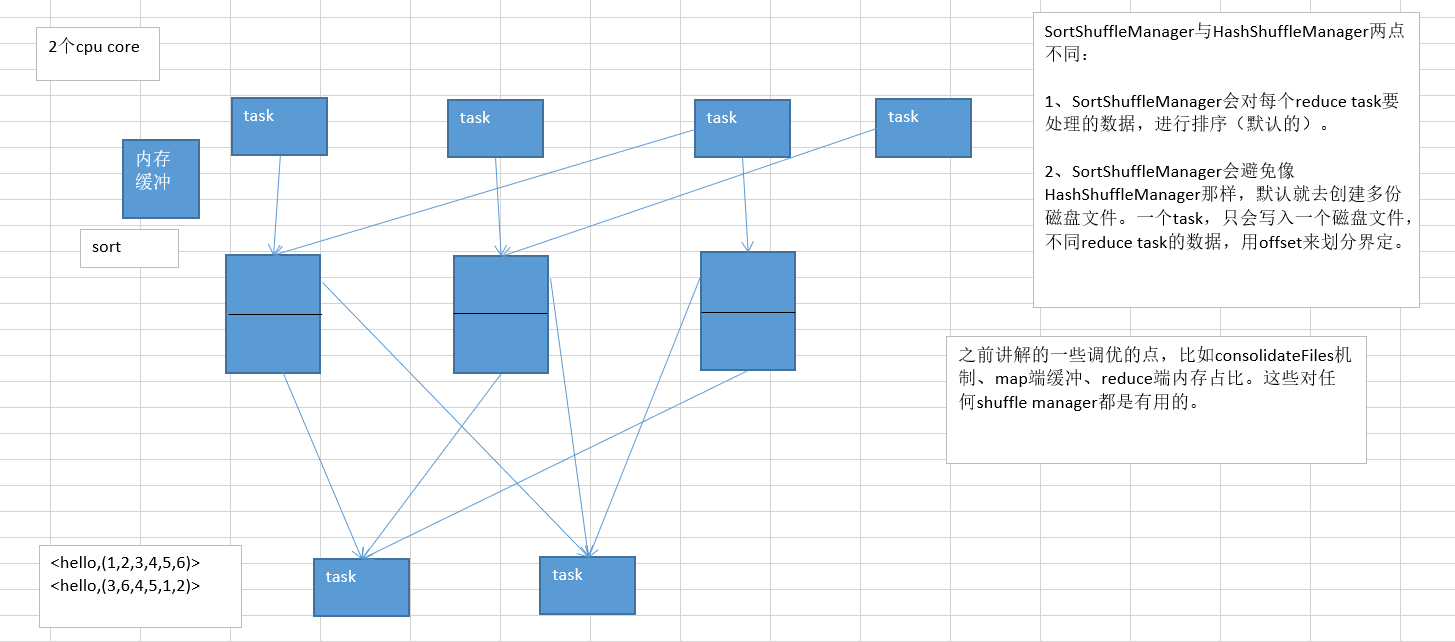 2个cpu core
task
task
task
task
内存
缓冲
sort
SortShuffleManager与HashShuffleManager两点
不同：
1、SortShuffleManager会对每个reduce task要
处理的数据，进行排序（默认的）。
2、SortShuffleManager会避免像
HashShuffleManager那样，默认就去创建多份
磁盘文件。一个task，只会写入一个磁盘文件，
不同reduce task的数据，用offset来划分界定。
之前讲解的一些调优的点，比如consolidateFiles机
制、map端缓冲、reduce端内存占比。这些对任
何shuffle manager都是有用的。
<hello,(1,2,3,4,5,6)>
<hello,(3,6,4,5,1,2)>
task
task